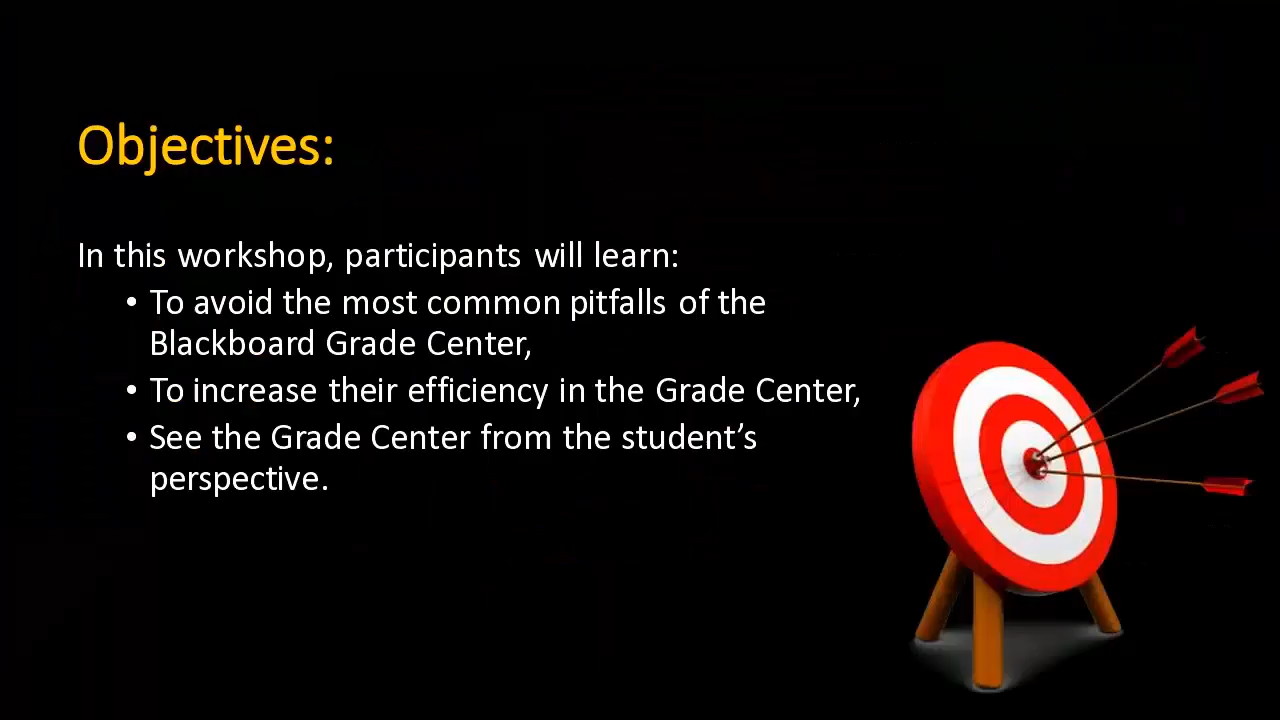 Objectives:
In this workshop, participants will learn:
• To avoid the most common pitfalls of the
Blackboard Grade Center,
• To increase their efficiency in the Grade Center,
• See the Grade Center from the student’s
perspective.